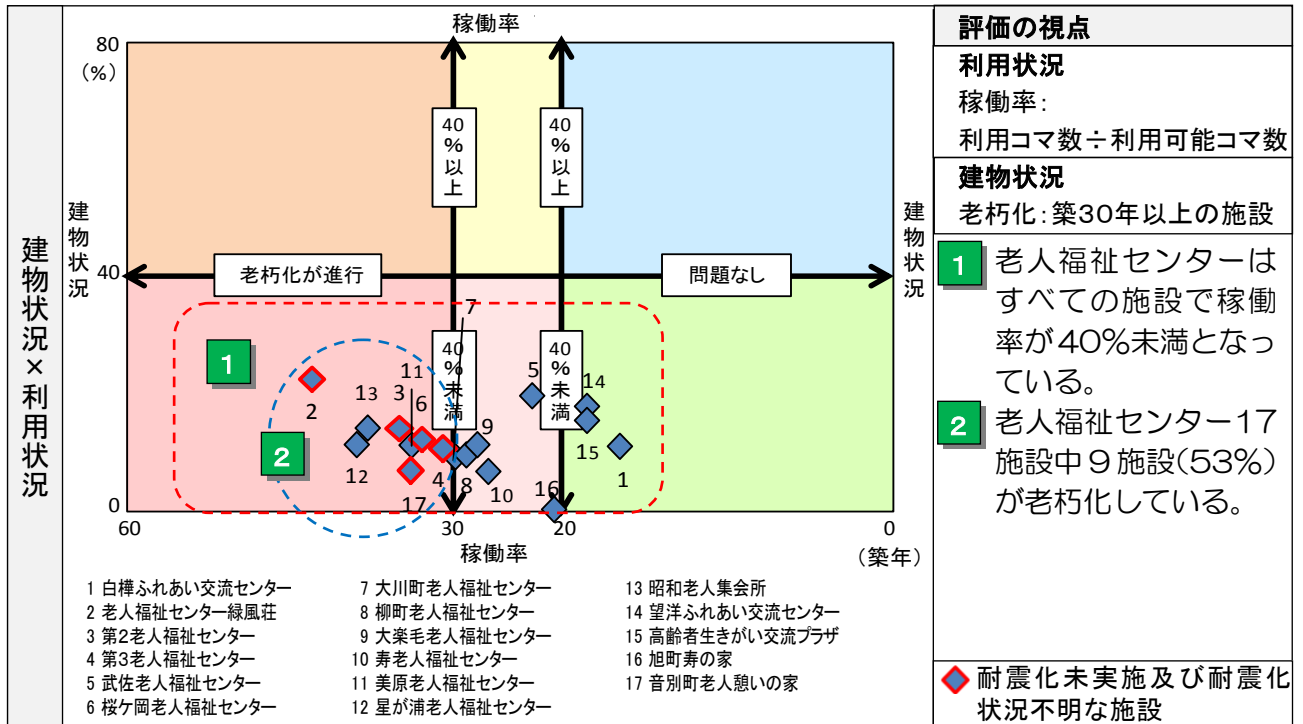 建物状況×利用状況
稼働率
80
(%)
40
0
建物状況
建物状況
40%以上
40%以上
老朽化が進行
問題なし
40%未満
40%未満
1
2
7
11
13
3
6
2
12
17
4
8
9
10
5
14
15
16
1
60
30
20
0
稼働率
(築年)
1 白樺ふれあい交流センター
2 老人福祉センター緑風荘
3 第2老人福祉センター
4 第3老人福祉センター
5 武佐老人福祉センター
6 桜ケ岡老人福祉センター
7 大川町老人福祉センター
8 柳町老人福祉センター
9 大楽毛老人福祉センター
10 寿老人福祉センター
11 美原老人福祉センター
12 星が浦老人福祉センター
13 昭和老人集会所
14 望洋ふれあい交流センター
15 高齢者生きがい交流プラザ
16 旭町寿の家
17 音別町老人憩いの家
評価の視点
利用状況
稼働率:
利用コマ数÷利用可能コマ数
建物状況
老朽化:築30年以上の施設
1 老人福祉センターは
すべての施設で稼働
率が40%未満となっ
ている。
2 老人福祉センター17
施設中9施設(53%)
が老朽化している。
耐震化未実施及び耐震化
状況不明な施設